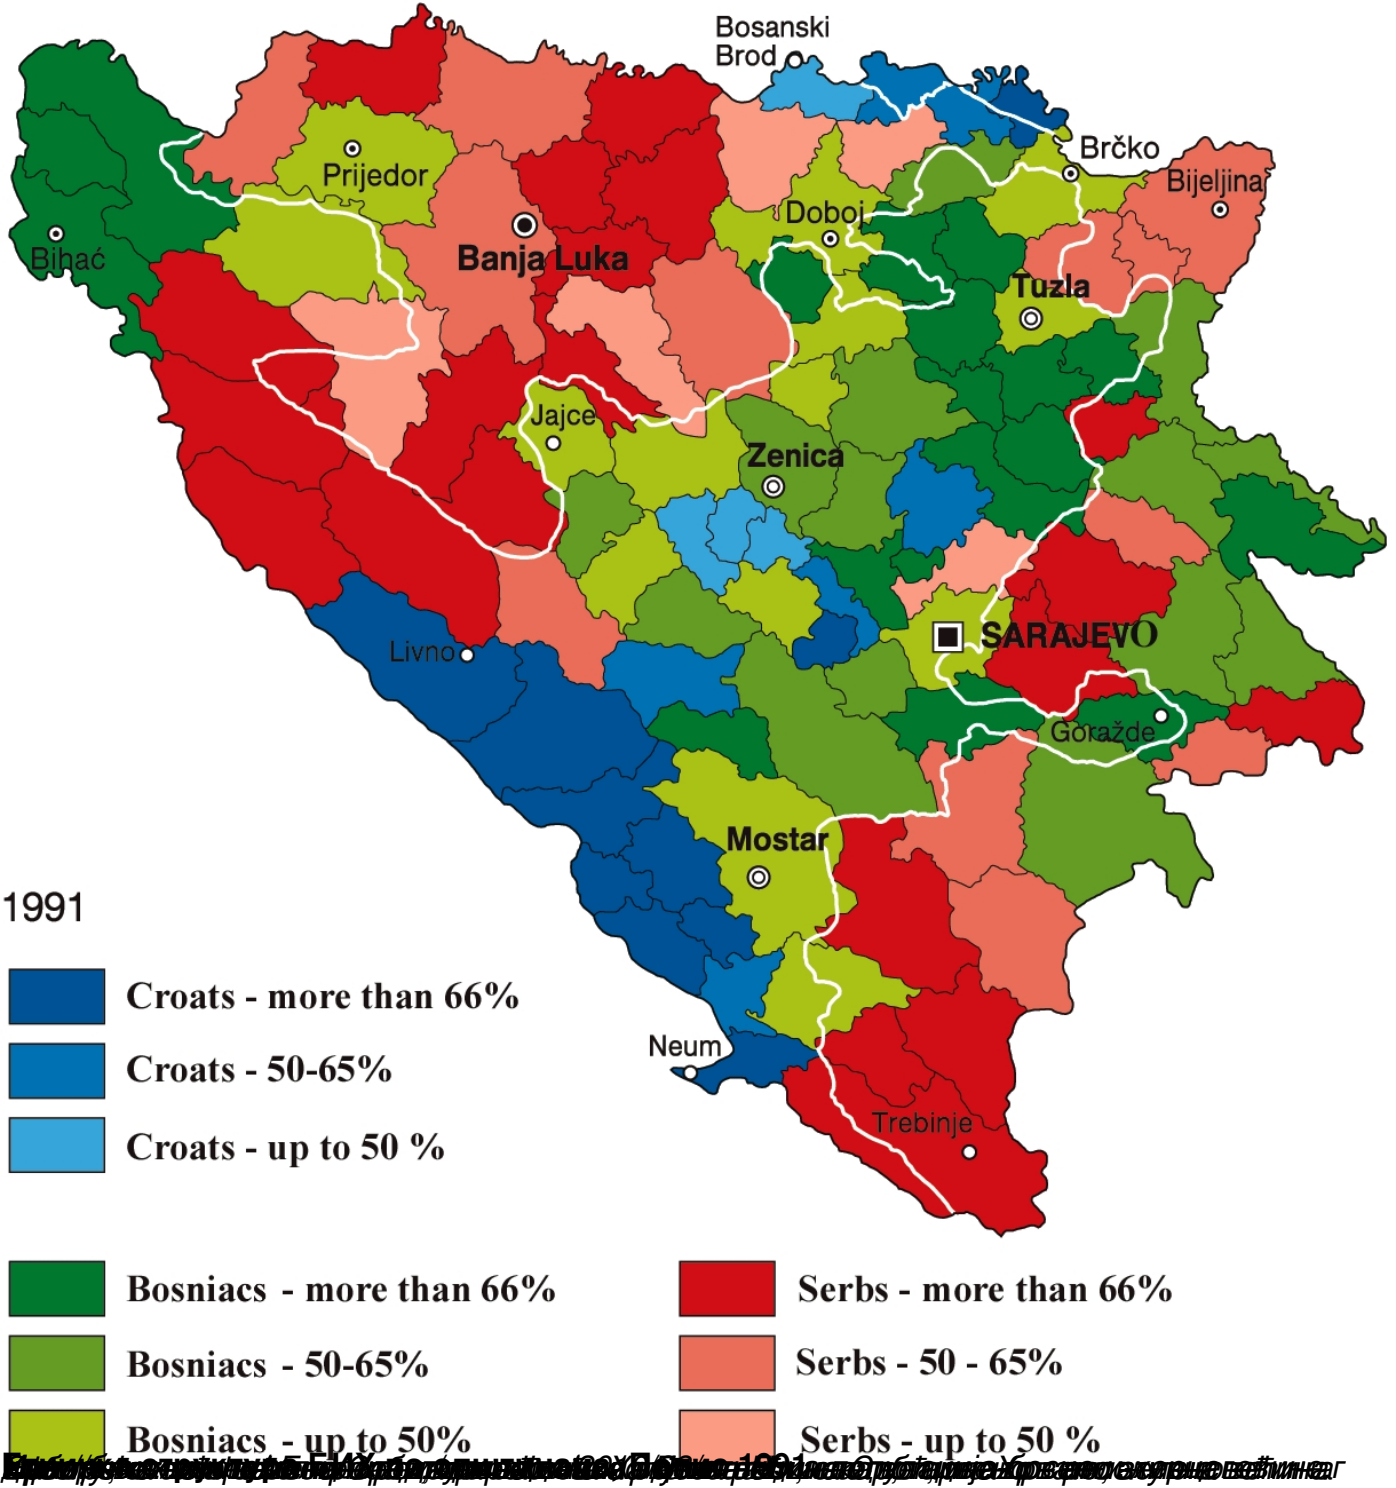 Bosanski
Brod
Brčko
Prijedor
Bijeljina
Doboj
Bihać
Banja Luka
Tuzla
Jajce
Zenica
SARAJEVO
Livno
Goražde
Mostar
1991
Croats - more than 66%
Neum
Croats - 50-65%
Trebinje
Croats - up to 50 %
Bosniacs - more than 66%
Serbs - more than 66%
Bosniacs - 50-65%
Serbs - 50 - 65%
Bosniacs - up to 50%
Serbs - up to 50 %